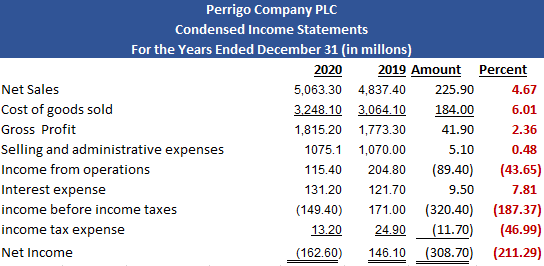 Perrigo Company PLC
Condensed Income Statements
For the Years Ended December 31 (in millons)
2020 2019 Amount Percent
Net Sales 5,063.30 4,837.40 225.90 4.67
Cost of goods sold 3,248.10 3,064.10 184.00 6.01
Gross Profit 1,815.20 1,773.30 41.90 2.36
Selling and administrative expenses 1075.1 1,070.00 5.10 0.48
Income from operations 115.40 204.80 (89.40) (43.65)
Interest expense 131.20 121.70 9.50 7.81
income before income taxes (149.40) 171.00 (320.40) (187.37)
income tax expense 13.20 24.90 (11.70) (46.99)
Net Income (162.60) 146.10 (308.70) (211.29)